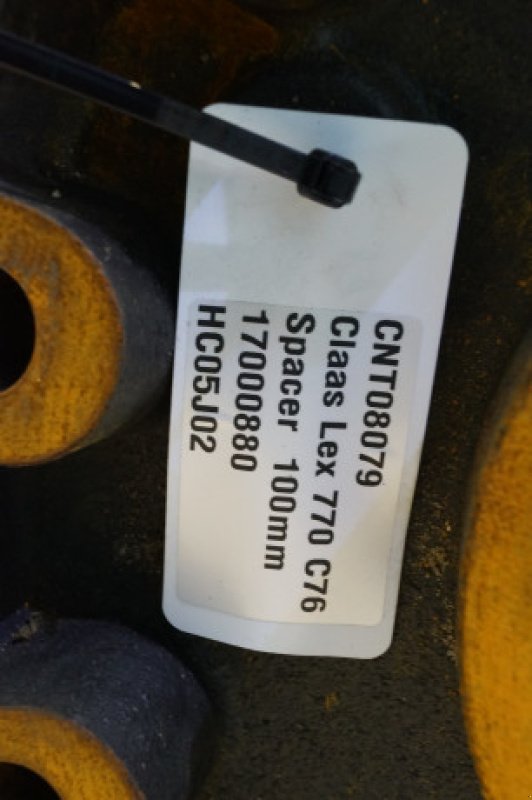 CNT08079
Claas Lex 770 C76
Spacer 100mm
17000880
HC05J02